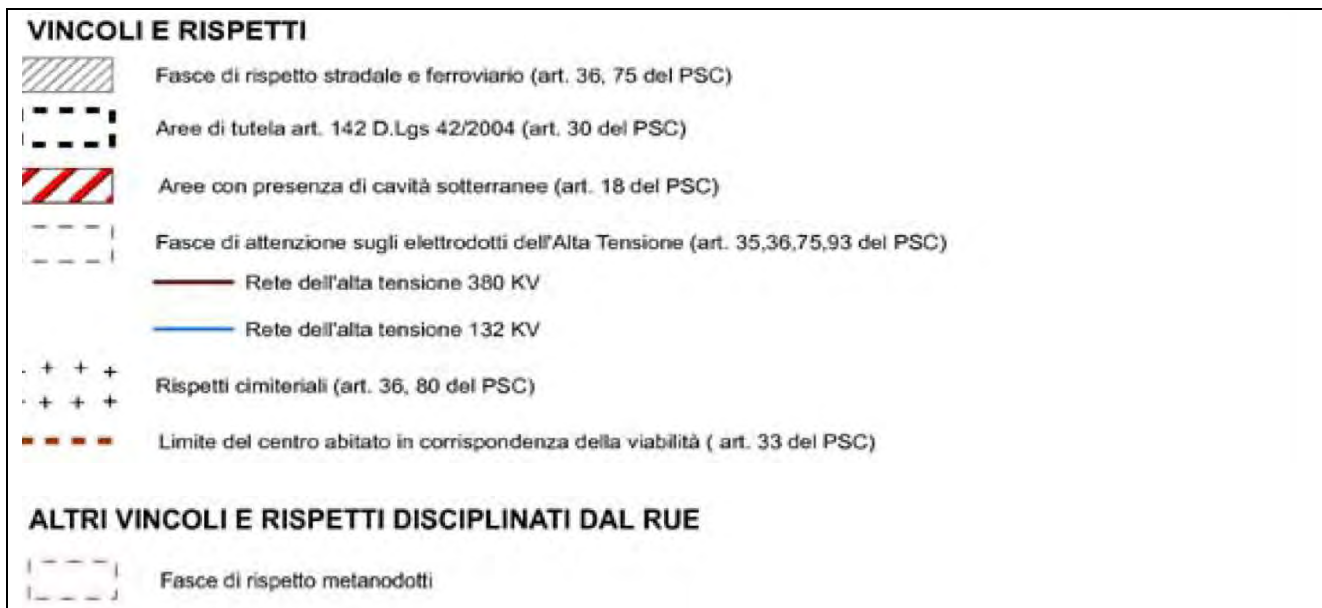 VINCOLI E RISPETTI
Fasce di rispetto stradale e ferroviario (art. 36, 75 del PSC)
Aree di tutela art. 142 D.Lgs 42/2004 (art. 30 del PSC)
Aree con presenza di cavità sotterranee (art. 18 del PSC)
Fasce di attenzione sugli elettrodotti dell'Alta Tensione (art. 35,36,75,93 del PSC)
Rete dell'alta tensione 380 KV
Rete dell'alta tensione 132 KV
Rispetti cimiteriali (art. 36, 80 del PSC)
Limite del centro abitato in corrispondenza della viabilità ( art. 33 del PSC)
ALTRI VINCOLI E RISPETTI DISCIPLINATI DAL RUE
Fasce di rispetto metanodotti